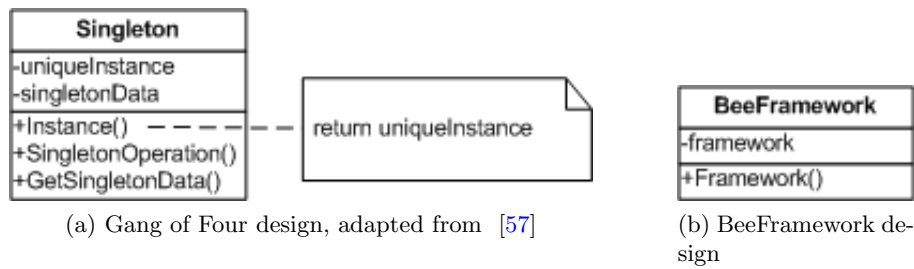 Singleton
-uniqueInstance
-singletonData
+Instance()
+SingletonOperation()
+GetSingletonData()
return uniqueInstance
(a) Gang of Four design, adapted from [57]
BeeFramework
-framework
+Framework()
(b) BeeFramework de-
sign